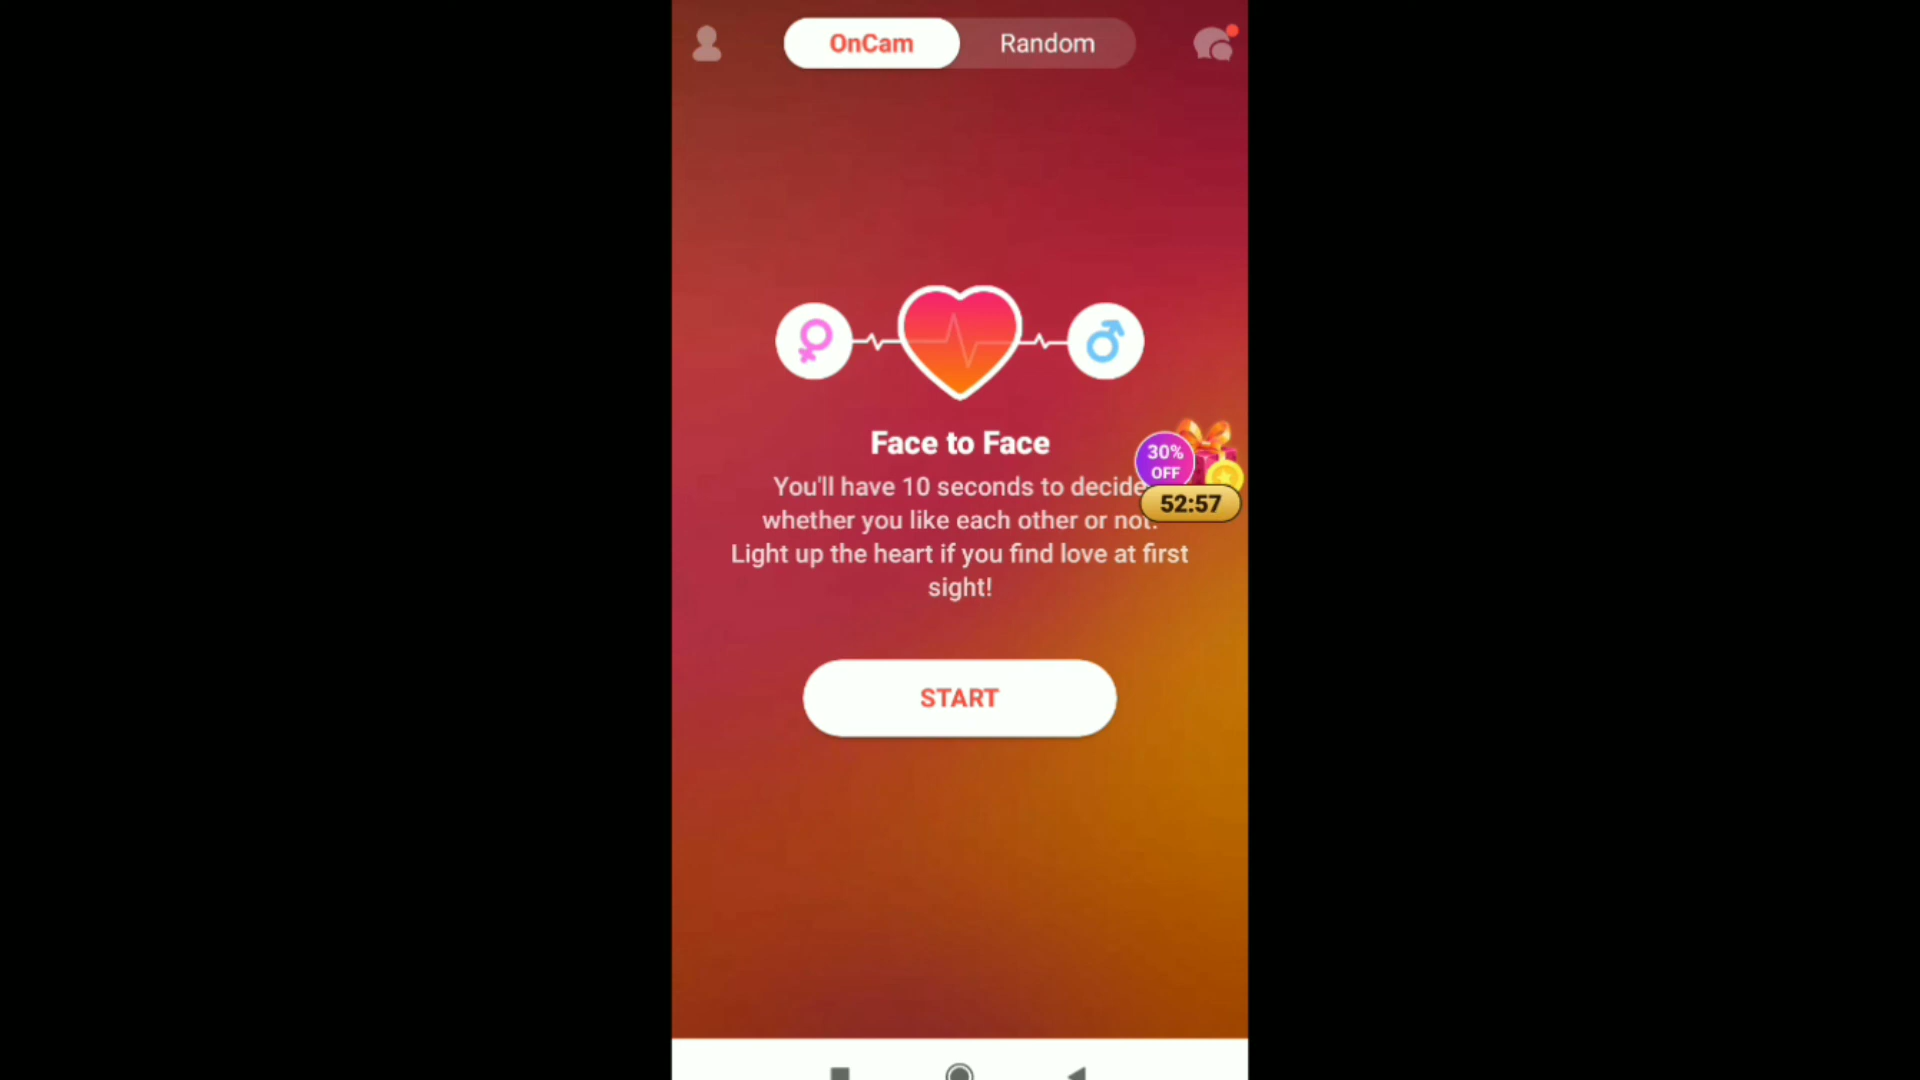 OnCam
Random
Face to Face
You'll have 10 seconds to decide
whether you like each other or not.
Light up the heart if you find love at first
sight!
30%
OFF
52:57
START